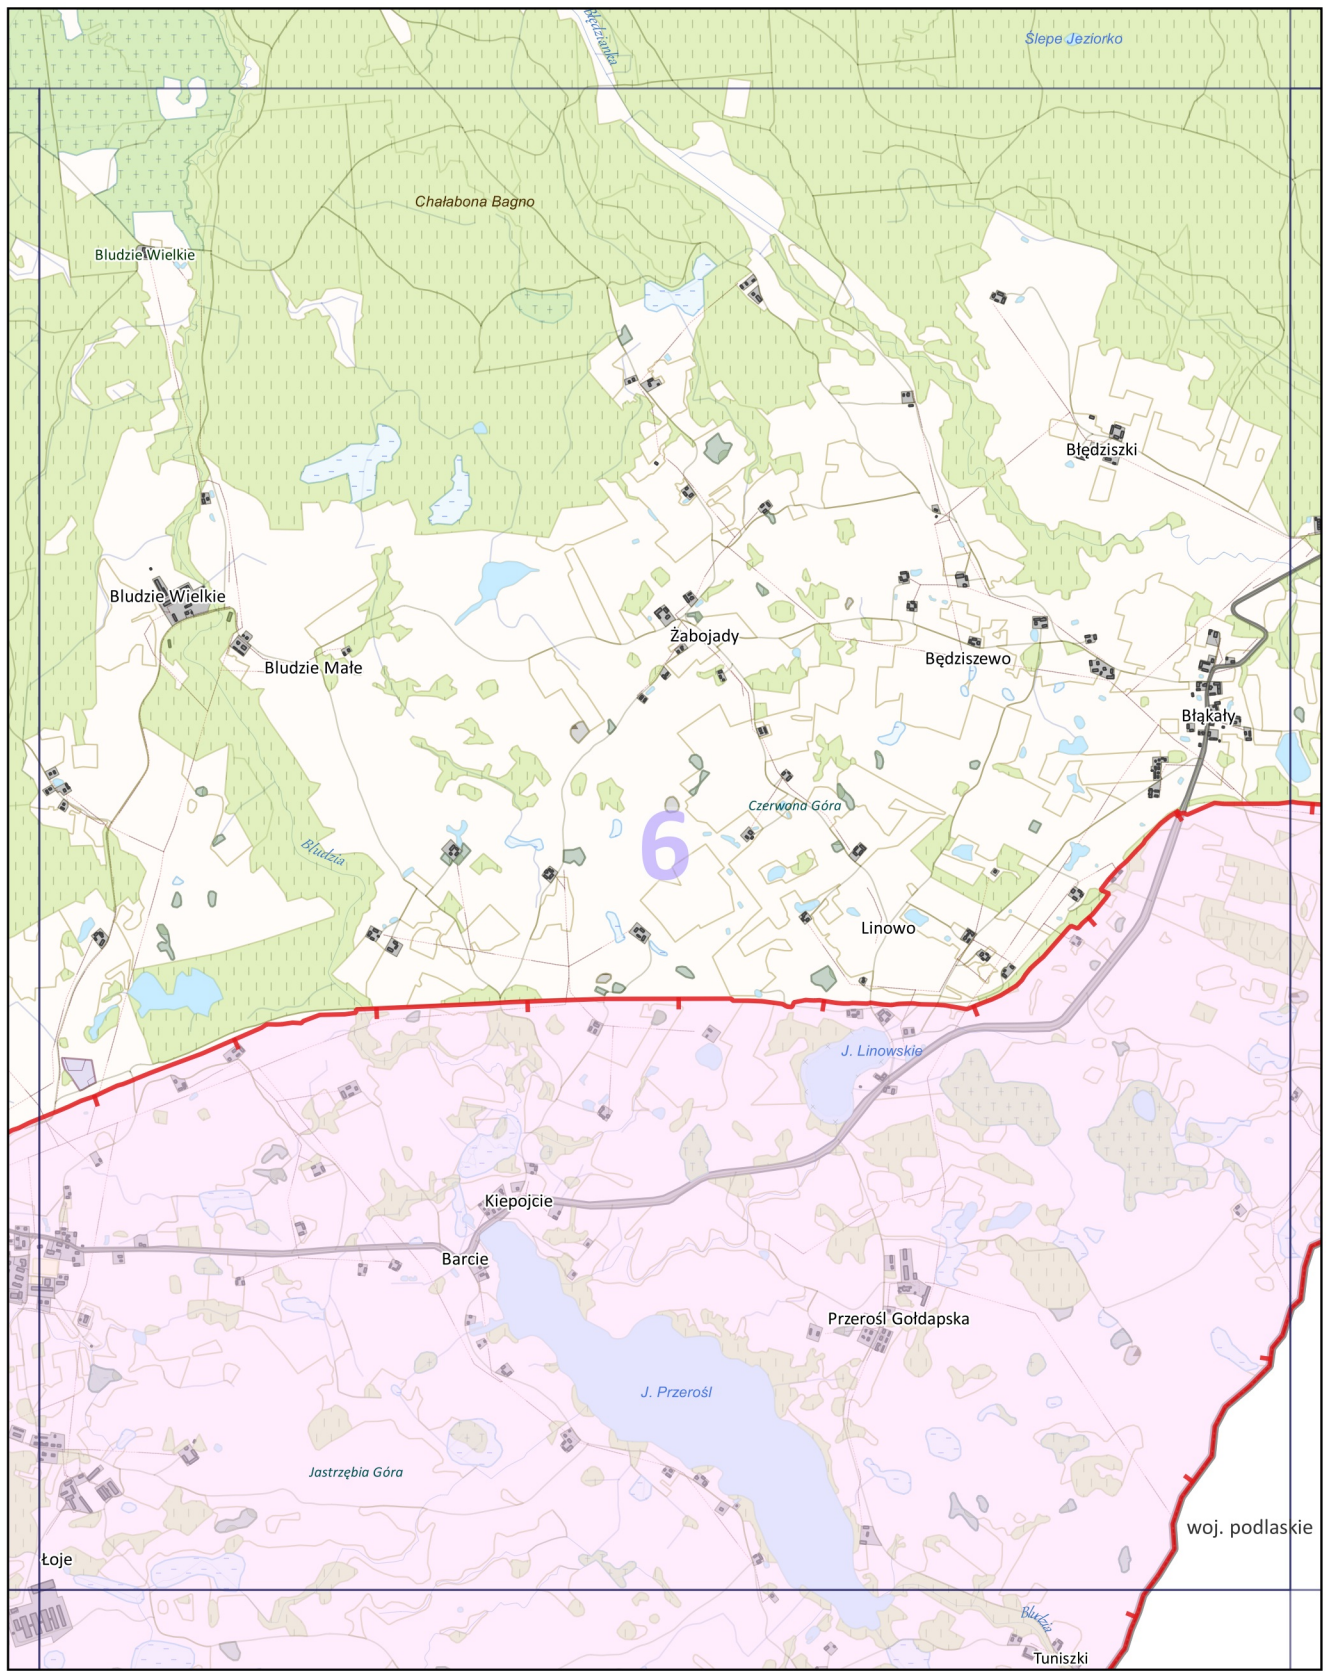 Błędzianka
Ślepe Jeziorko
Chałabona Bagno
Bludzie Wielkie
Błędziszki
Bludzie Wielkie
Żabojady
Będziszewo
Bludzie Małe
Błąkały
Czerwona Góra
6
Bludzia
Linowo
J. Linowskie
Kiepojcie
Barcie
Przerośl Gołdapska
J. Przerośl
Jastrzębia Góra
woj. podlaskie
Łoje
Bludzia
Tuniszki